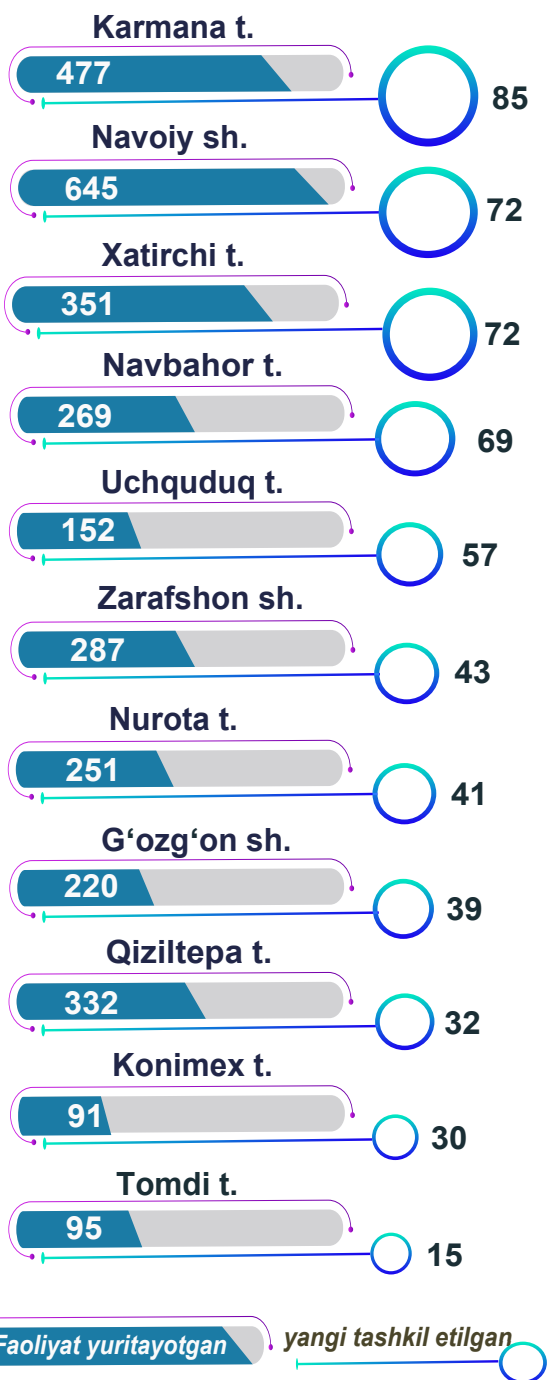 Karmana t.
477
85
Navoiy sh.
645
72
Xatirchi t.
351
72
Navbahor t.
269
69
Uchquduq t.
152
57
Zarafshon sh.
287
43
Nurota t.
251
41
G‘ozg‘on sh.
220
39
Qiziltepa t.
332
32
Konimex t.
91
30
Tomdi t.
95
15
Faoliyat yuritayotgan
yangi tashkil etilgan